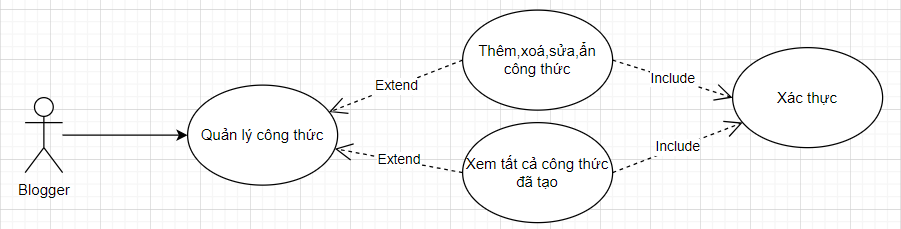 Thêm,xoá,sửa,ẩn
công thức
Include
Extend
Xác thực
Quản lý công thức
Include
Extend
Xem tất cả công thức
đã tạo
Blogger